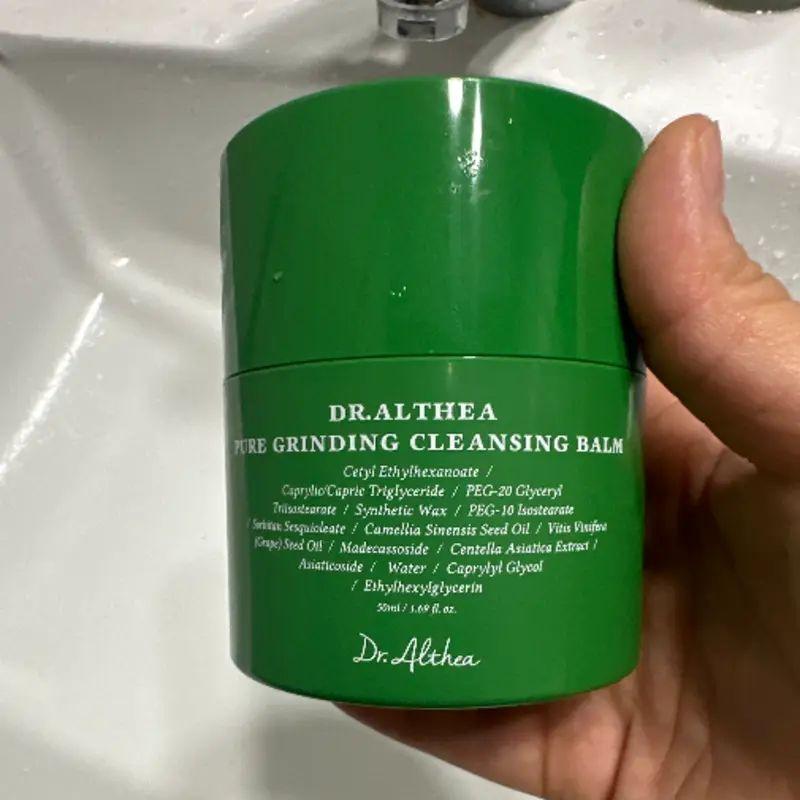 DR.ALTHEA
PURE GRINDING CLEANSING BALM
Cetyl Ethylhexanoate /
Caprylic/Capric Triglyceride / PEG-20 Glyceryl
Triisostearate / Synthetic Wax / PEG-10 Isostearate
/ Sorbitan Sesquioleate / Camellia Sinensis Seed Oil / Vitis Vinifera
(Grape) Seed Oil / Madecassoside / Centella Asiatica Extract /
Asiaticoside / Water / Caprylyl Glycol
/ Ethylhexylglycerin
50ml / 1.69 fl. oz.
Dr. Althea